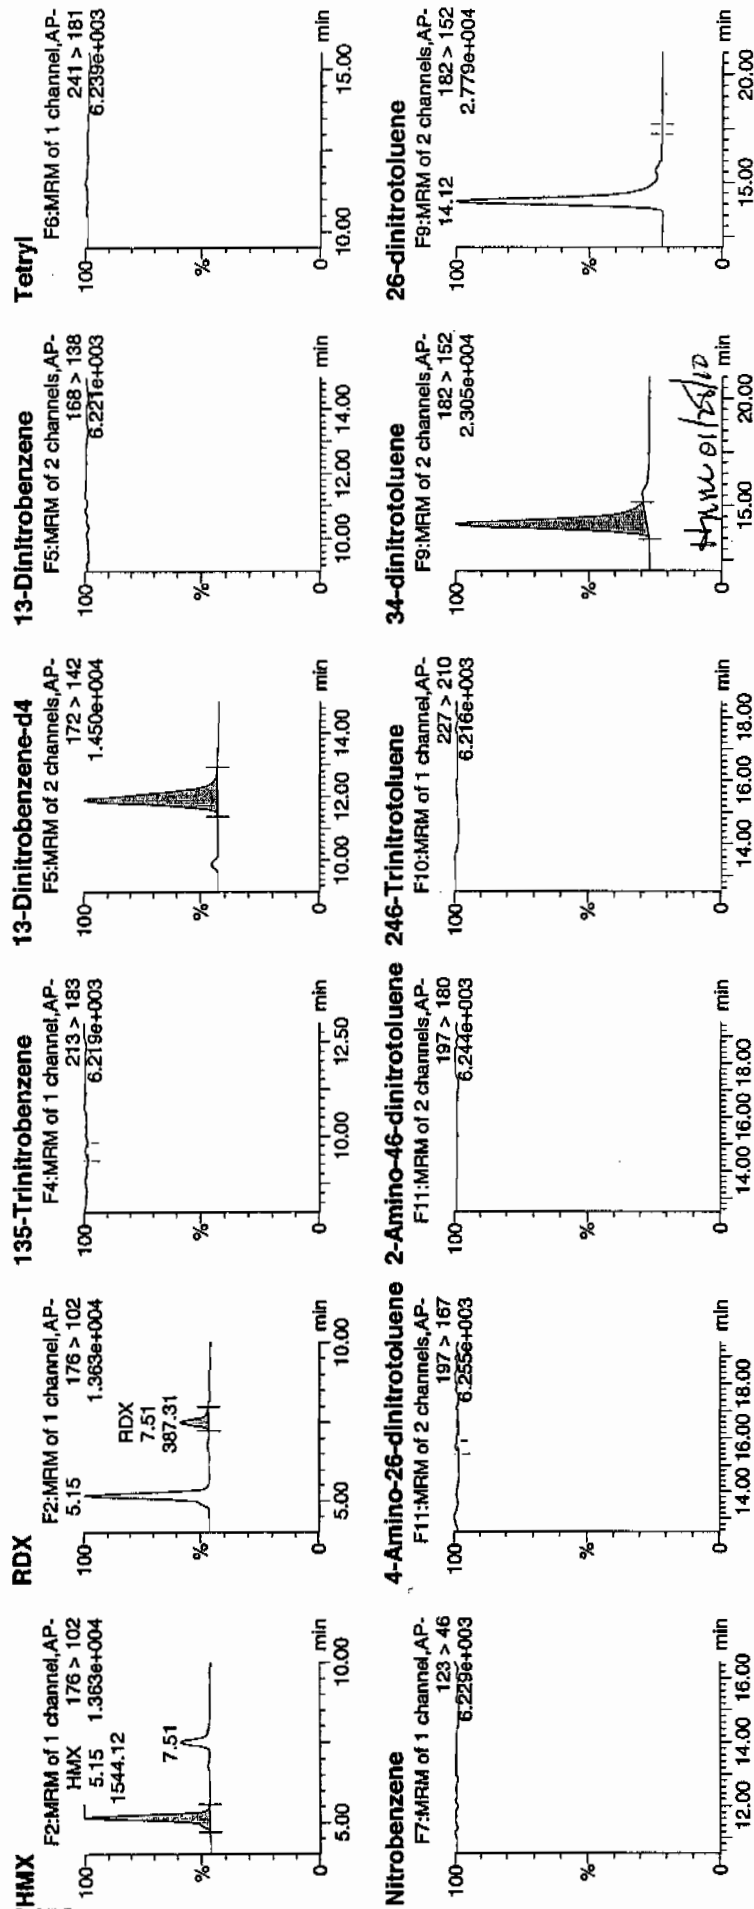 HMX
F2:MRM of 1 channel,AP-
HMX 176 > 102
5.15 1.363e+004
1544.12
7.51
100
%
0
5.00 10.00 min
RDX
F2:MRM of 1 channel,AP-
5.15 176 > 102
1.363e+004
RDX
7.51
387.31
100
%
0
5.00 10.00 min
135-Trinitrobenzene
F4:MRM of 1 channel,AP-
213 > 183
6.219e+003
100
%
0
10.00 12.50 min
13-Dinitrobenzene-d4
F5:MRM of 2 channels,AP-
172 > 142
1.450e+004
100
%
0
10.00 12.00 14.00 min
13-Dinitrobenzene
F5:MRM of 2 channels,AP-
168 > 138
6.221e+003
100
%
0
10.00 12.00 14.00 min
Tetryl
F6:MRM of 1 channel,AP-
241 > 181
6.239e+003
100
%
0
10.00 15.00 min
Nitrobenzene
F7:MRM of 1 channel,AP-
123 > 46
6.229e+003
100
%
0
12.00 14.00 16.00 min
4-Amino-26-dinitrotoluene
F11:MRM of 2 channels,AP-
197 > 167
6.255e+003
100
%
0
14.00 16.00 18.00 min
2-Amino-46-dinitrotoluene
F11:MRM of 2 channels,AP-
197 > 180
6.244e+003
100
%
0
14.00 16.00 18.00 min
246-Trinitrotoluene
F10:MRM of 1 channel,AP-
227 > 210
6.216e+003
100
%
0
14.00 16.00 18.00 min
34-dinitrotoluene
F9:MRM of 2 channels,AP-
182 > 152
2.305e+004
100
%
0
15.00 20.00 min
01/28/10
26-dinitrotoluene
F9:MRM of 2 channels,AP-
14.12 182 > 152
2.779e+004
100
%
0
15.00 20.00 min